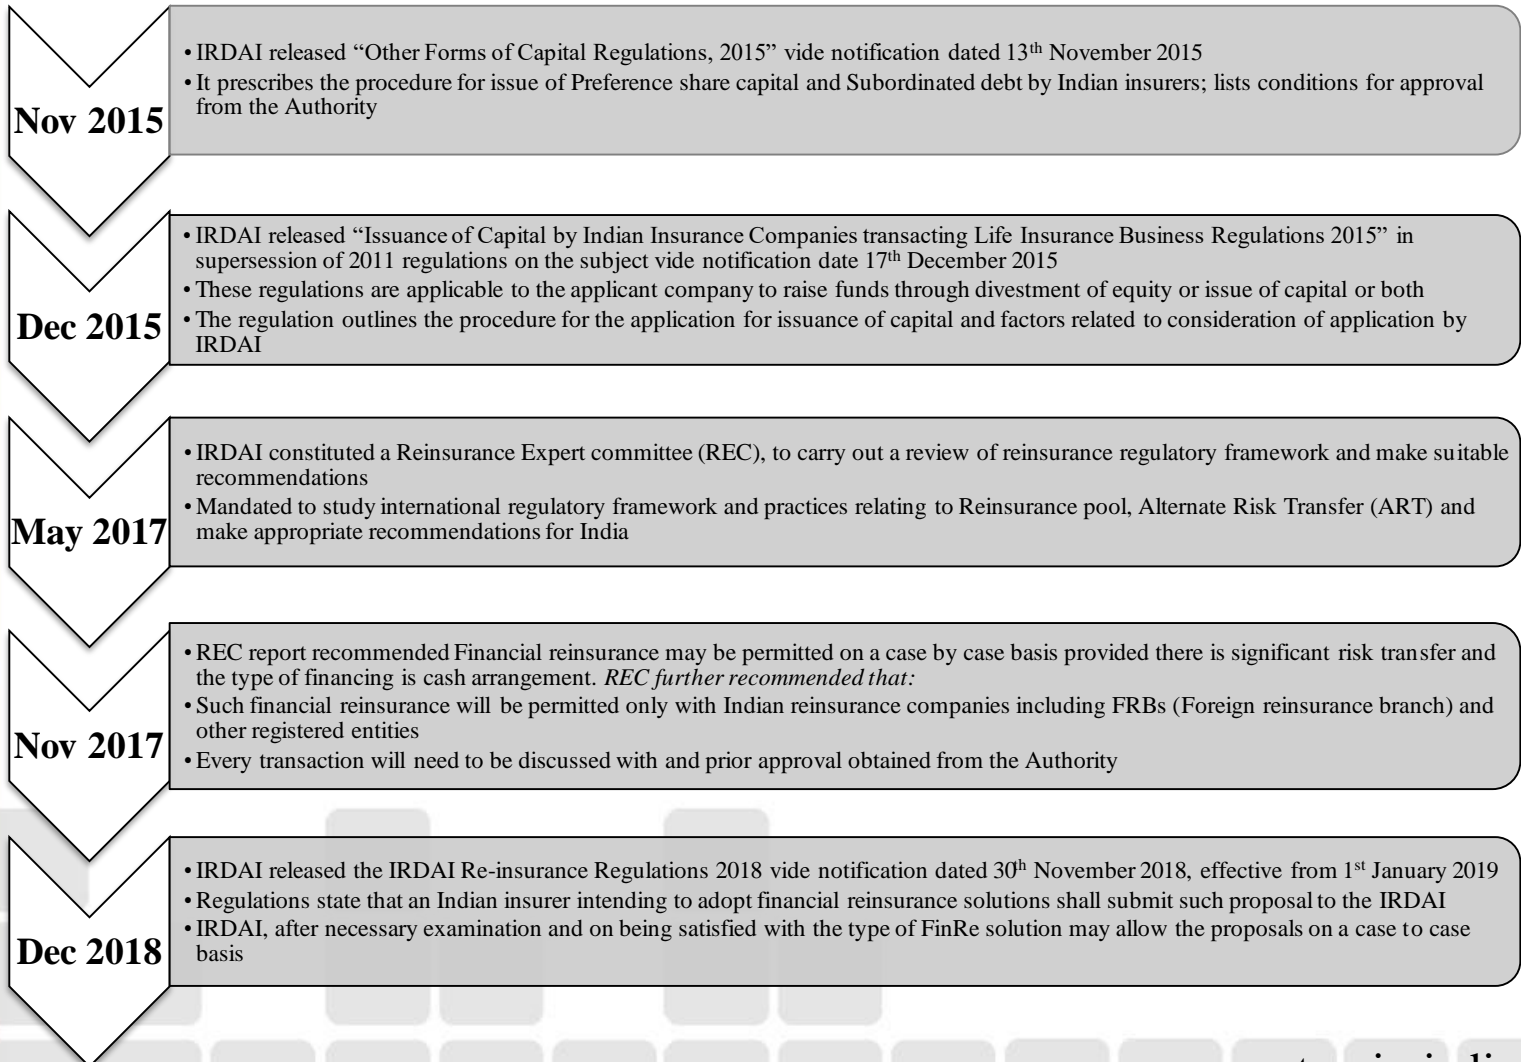 Nov 2015
• IRDAI released “Other Forms of Capital Regulations, 2015” vide notification dated 13th November 2015
• It prescribes the procedure for issue of Preference share capital and Subordinated debt by Indian insurers; lists conditions for approval
from the Authority
Dec 2015
• IRDAI released “Issuance of Capital by Indian Insurance Companies transacting Life Insurance Business Regulations 2015” in
supersession of 2011 regulations on the subject vide notification date 17th December 2015
• These regulations are applicable to the applicant company to raise funds through divestment of equity or issue of capital or both
• The regulation outlines the procedure for the application for issuance of capital and factors related to consideration of application by
IRDAI
May 2017
• IRDAI constituted a Reinsurance Expert committee (REC), to carry out a review of reinsurance regulatory framework and make suitable
recommendations
• Mandated to study international regulatory framework and practices relating to Reinsurance pool, Alternate Risk Transfer (ART) and
make appropriate recommendations for India
Nov 2017
• REC report recommended Financial reinsurance may be permitted on a case by case basis provided there is significant risk transfer and
the type of financing is cash arrangement. REC further recommended that:
• Such financial reinsurance will be permitted only with Indian reinsurance companies including FRBs (Foreign reinsurance branch) and
other registered entities
• Every transaction will need to be discussed with and prior approval obtained from the Authority
Dec 2018
• IRDAI released the IRDAI Re-insurance Regulations 2018 vide notification dated 30th November 2018, effective from 1st January 2019
• Regulations state that an Indian insurer intending to adopt financial reinsurance solutions shall submit such proposal to the IRDAI
• IRDAI, after necessary examination and on being satisfied with the type of FinRe solution may allow the proposals on a case to case
basis